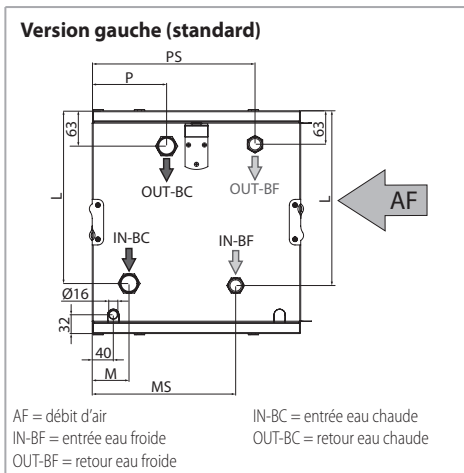 Version gauche (standard)
PS
P
63
63
OUT-BC
OUT-BF
L
L
AF
IN-BC
IN-BF
Ø16
32
40
M
MS
AF = débit d'air
IN-BC = entrée eau chaude
IN-BF = entrée eau froide
OUT-BC = retour eau chaude
OUT-BF = retour eau froide